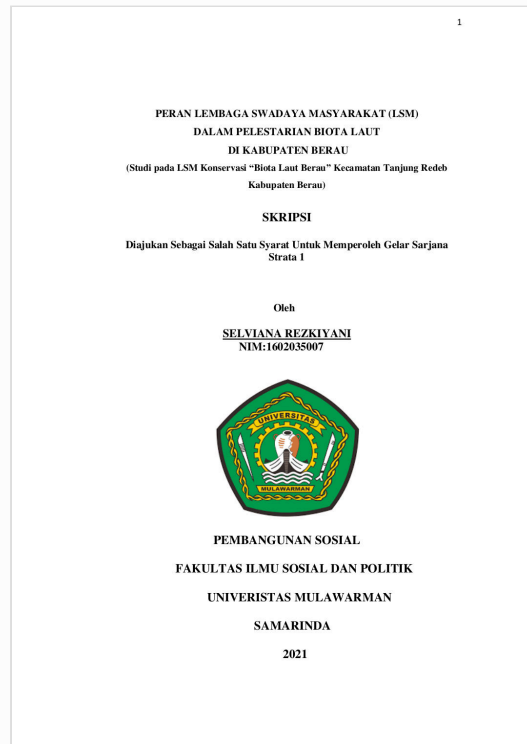 1
PERAN LEMBAGA SWADAYA MASYARAKAT (LSM)
DALAM PELESTARIAN BIOTA LAUT
DI KABUPATEN BERAU
(Studi pada LSM Konservasi “Biota Laut Berau” Kecamatan Tanjung Redeb
Kabupaten Berau)
SKRIPSI
Diajukan Sebagai Salah Satu Syarat Untuk Memperoleh Gelar Sarjana
Strata 1
Oleh
SELVIANA REZKIYANI
NIM:1602035007
UNIVERSITAS
MULAWARMAN
PEMBANGUNAN SOSIAL
FAKULTAS ILMU SOSIAL DAN POLITIK
UNIVERISTAS MULAWARMAN
SAMARINDA
2021